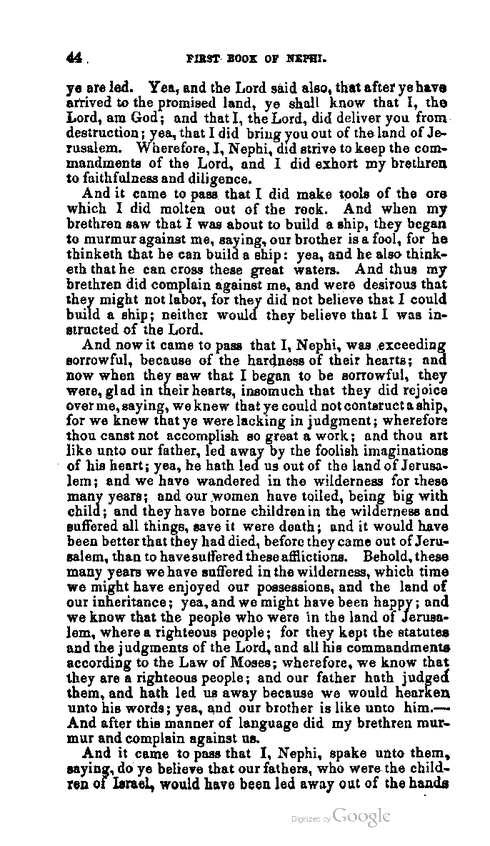 44. FIRST BOOK OF NEPHI.
ye are led. Yea, and the Lord said also, that after ye have
arrived to the promised land, ye shall know that I, the
Lord, am God; and that I, the Lord, did deliver you from
destruction; yea, that I did bring you out of the land of Je-
rusalem. Wherefore, I, Nephi, did strive to keep the com-
mandments of the Lord, and I did exhort my brethren
to faithfulness and diligence.
And it came to pass that I did make tools of the ore
which I did molten out of the rock. And when my
brethren saw that I was about to build a ship, they began
to murmur against me, saying, our brother is a fool, for he
thinketh that he can build a ship: yea, and he also think-
eth that he can cross these great waters. And thus my
brethren did complain against me, and were desirous that
they might not labor, for they did not believe that I could
build a ship; neither would they believe that I was in-
structed of the Lord.
And now it came to pass that I, Nephi, was exceeding
sorrowful, because of the hardness of their hearts; and
now when they saw that I began to be sorrowful, they
were, glad in their hearts, insomuch that they did rejoice
over me, saying, we knew that ye could not contsruct a ship,
for we knew that ye were lacking in judgment; wherefore
thou canst not accomplish so great a work; and thou art
like unto our father, led away by the foolish imaginations
of his heart; yea, he hath led us out of the land of Jerusa-
lem; and we have wandered in the wilderness for these
many years; and our women have toiled, being big with
child; and they have borne children in the wilderness and
suffered all things, save it were death; and it would have
been better that they had died, before they came out of Jeru-
salem, than to have suffered these afflictions. Behold, these
many years we have suffered in the wilderness, which time
we might have enjoyed our possessions, and the land of
our inheritance; yea, and we might have been happy; and
we know that the people who were in the land of Jerusa-
lem, where a righteous people; for they kept the statutes
and the judgments of the Lord, and all his commandments
according to the Law of Moses; wherefore, we know that
they are a righteous people; and our father hath judged
them, and hath led us away because we would hearken
unto his words; yea, and our brother is like unto him.—
And after this manner of language did my brethren mur-
mur and complain against us.
And it came to pass that I, Nephi, spake unto them,
saying, do ye believe that our fathers, who were the child-
ren of Israel, would have been led away out of the hands
Digitized by Google